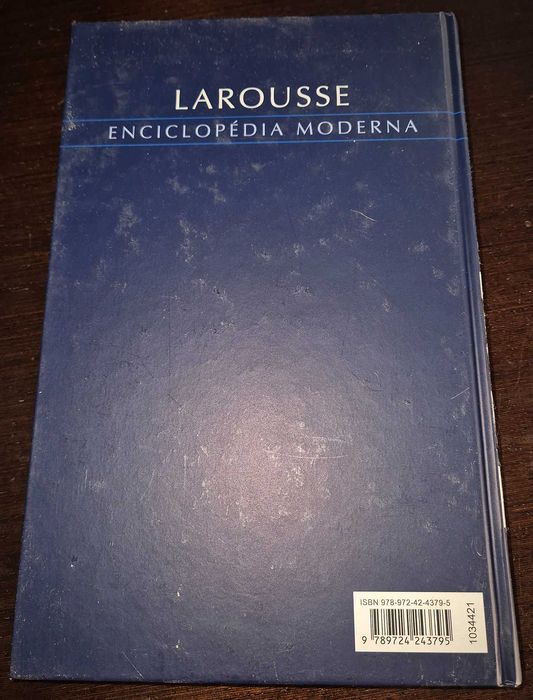 LAROUSSE
ENCICLOPÉDIA MODERNA
ISBN 978-972-42-4379-5
9 789724 243795
1034421